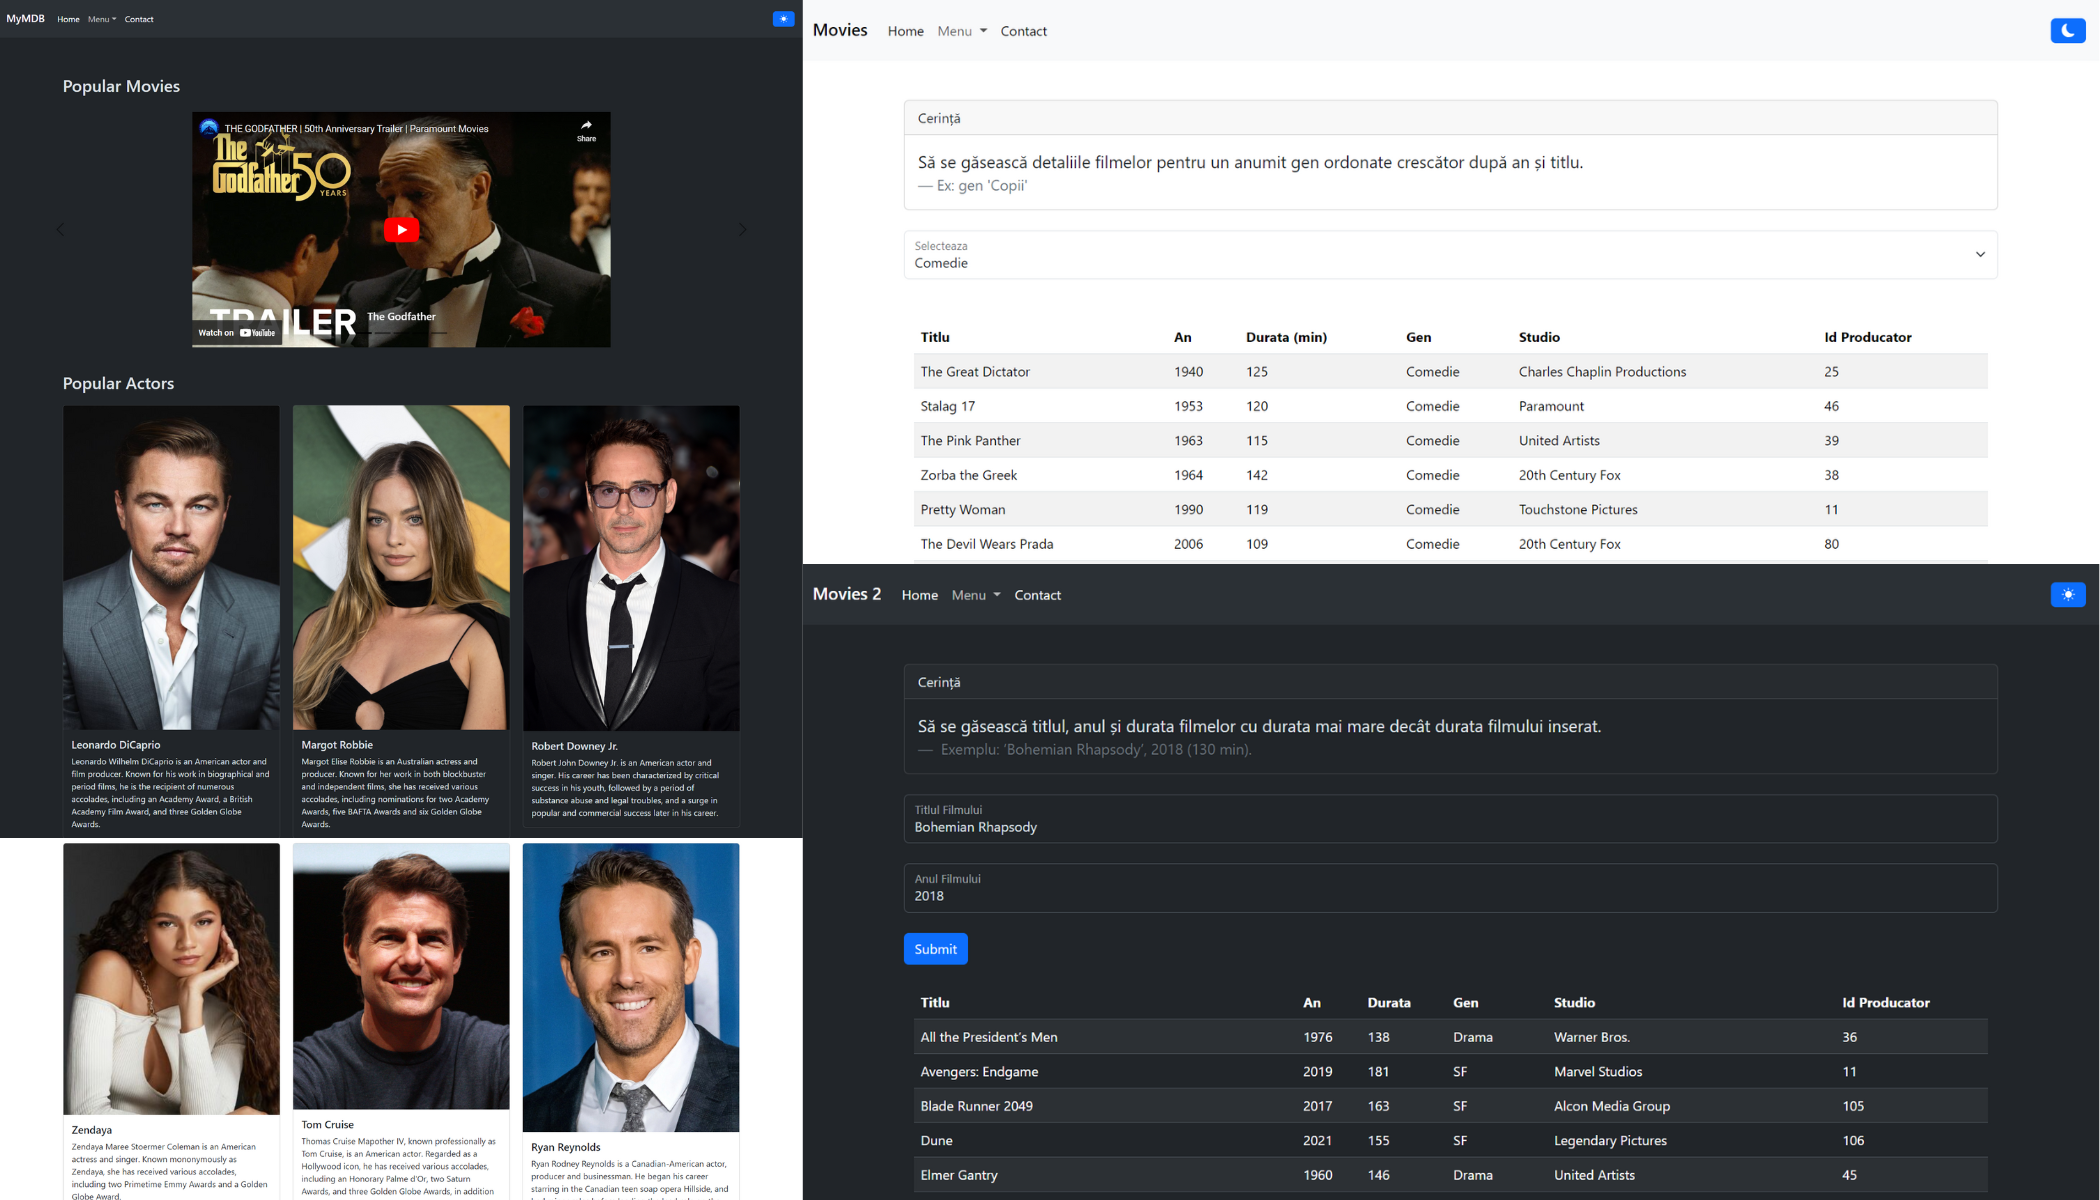 MyMDB Home Menu Contact
Popular Movies
THE GODFATHER | 50th Anniversary Trailer | Paramount Movies
Share
The
Godfather 50
YEARS
TRAILER
The Godfather
Watch on YouTube
Popular Actors
Leonardo DiCaprio
Leonardo Wilhelm DiCaprio is an American actor and
film producer. Known for his work in biographical and
period films, he is the recipient of numerous
accolades, including an Academy Award, a British
Academy Film Award, and three Golden Globe
Awards.
Margot Robbie
Margot Elise Robbie is an Australian actress and
producer. Known for her work in both blockbuster
and independent films, she has received various
accolades, including nominations for two Academy
Awards, five BAFTA Awards and six Golden Globe
Awards.
Robert Downey Jr.
Robert John Downey Jr. is an American actor and
singer. His career has been characterized by critical
success in his youth, followed by a period of
substance abuse and legal troubles, and a surge in
popular and commercial success later in his career.
Zendaya
Zendaya Maree Stoermer Coleman is an American
actress and singer. Known mononymously as
Zendaya, she has received various accolades,
including two Primetime Emmy Awards and a Golden
Globe Award.
Tom Cruise
Thomas Cruise Mapother IV, known professionally as
Tom Cruise, is an American actor. Regarded as a
Hollywood icon, he has received various accolades,
including an Honorary Palme d'Or, two Saturn
Awards, and three Golden Globe Awards, in addition
Ryan Reynolds
Ryan Rodney Reynolds is a Canadian-American actor,
producer and businessman. He began his career
starring in the Canadian teen soap opera Hillside, and
Movies Home Menu Contact
Cerință
Să se găsească detaliile filmelor pentru un anumit gen ordonate crescător după an și titlu.
— Ex: gen 'Copii'
Selecteaza
Comedie
Titlu An Durata (min) Gen Studio Id Producator
The Great Dictator 1940 125 Comedie Charles Chaplin Productions 25
Stalag 17 1953 120 Comedie Paramount 46
The Pink Panther 1963 115 Comedie United Artists 39
Zorba the Greek 1964 142 Comedie 20th Century Fox 38
Pretty Woman 1990 119 Comedie Touchstone Pictures 11
The Devil Wears Prada 2006 109 Comedie 20th Century Fox 80
Movies 2 Home Menu Contact
Cerință
Să se găsească titlul, anul și durata filmelor cu durata mai mare decât durata filmului inserat.
— Exemplu: 'Bohemian Rhapsody', 2018 (130 min).
Titlul Filmului
Bohemian Rhapsody
Anul Filmului
2018
Submit
Titlu An Durata Gen Studio Id Producator
All the President's Men 1976 138 Drama Warner Bros. 36
Avengers: Endgame 2019 181 SF Marvel Studios 11
Blade Runner 2049 2017 163 SF Alcon Media Group 105
Dune 2021 155 SF Legendary Pictures 106
Elmer Gantry 1960 146 Drama United Artists 45